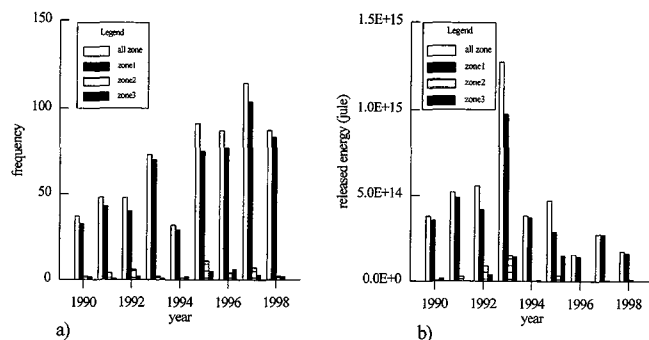 150
100
50
0
frequency
Legend
all zone
zone1
zone2
zone3
1990
1992
1994
1996
1998
year
a)
1.5E+15
1.0E+15
5.0E+14
0.0E+00
released energy (jule)
Legend
all zone
zone1
zone2
zone3
1990
1992
1994
1996
1998
year
b)